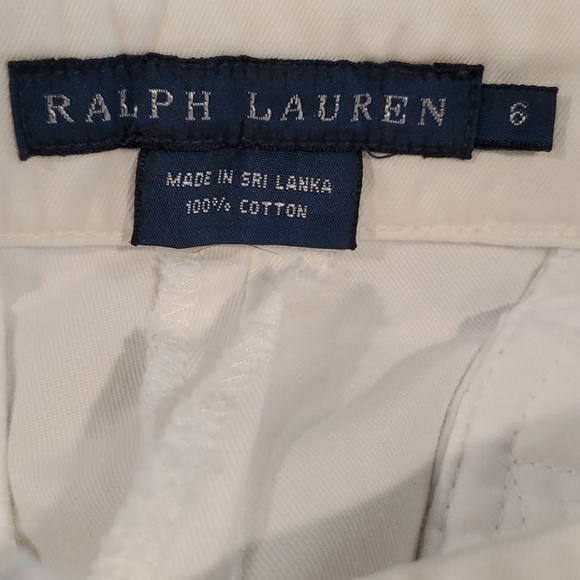 RALPH LAUREN 6
MADE IN SRI LANKA
100% COTTON